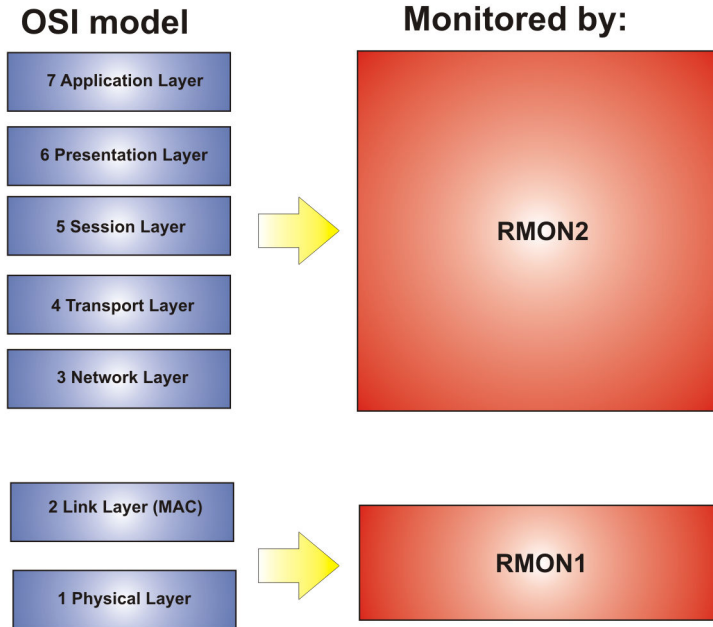 OSI model
Monitored by:
7 Application Layer
6 Presentation Layer
5 Session Layer
4 Transport Layer
3 Network Layer
RMON2
2 Link Layer (MAC)
1 Physical Layer
RMON1